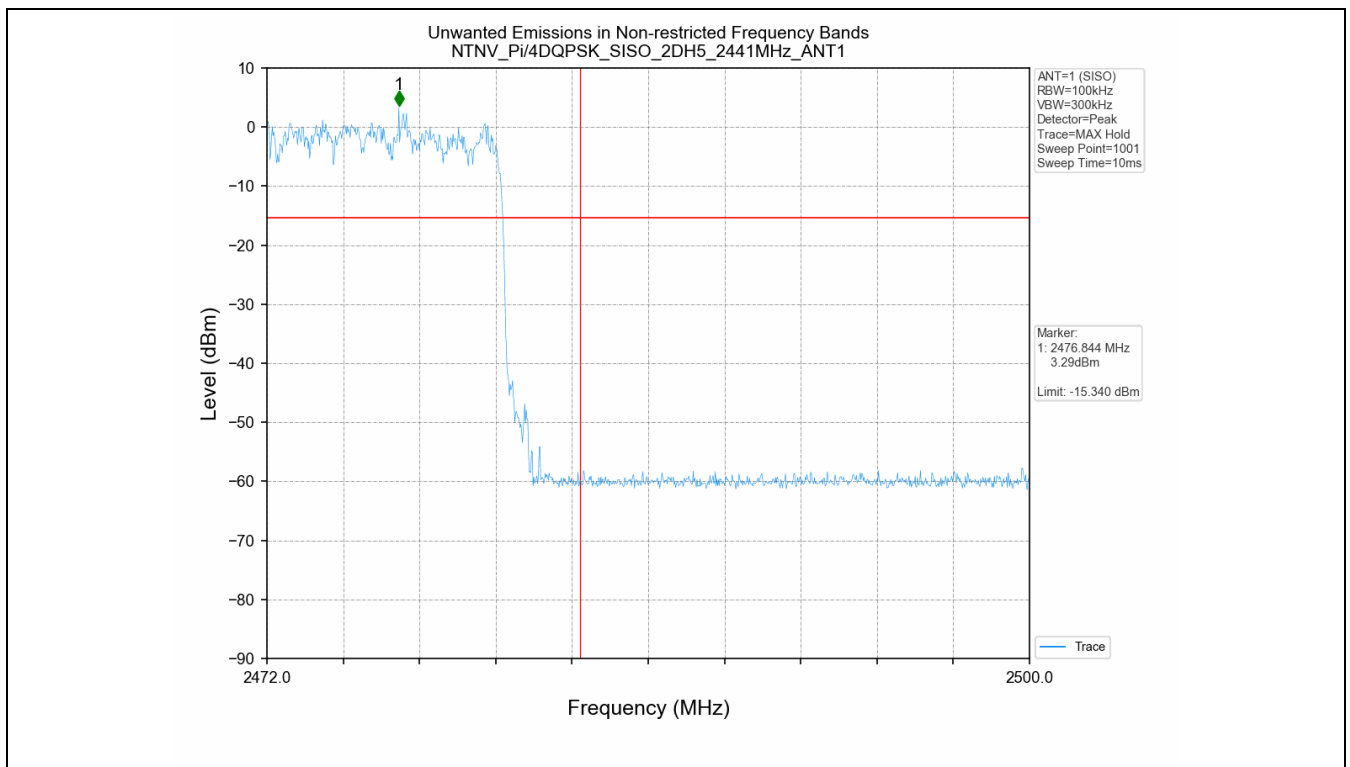 Unwanted Emissions in Non-restricted Frequency Bands
NTNV_Pi/4DQPSK_SISO_2DH5_2441MHz_ANT1
10
0
−10
−20
−30
−40
−50
−60
−70
−80
−90
Level (dBm)
1
2472.0
2500.0
Frequency (MHz)
ANT=1 (SISO)
RBW=100kHz
VBW=300kHz
Detector=Peak
Trace=MAX Hold
Sweep Point=1001
Sweep Time=10ms
Marker:
1: 2476.844 MHz
3.29dBm
Limit: -15.340 dBm
Trace